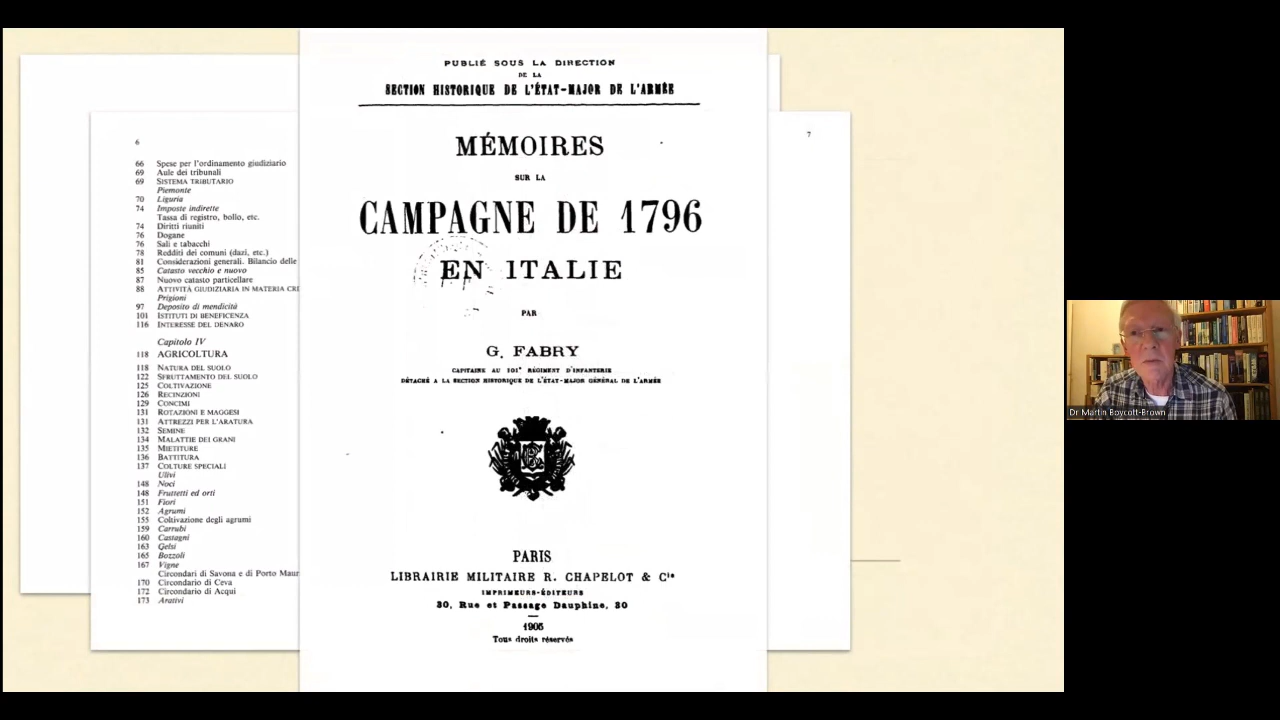 6
66 Spese per l'ordinamento giudiziario
69 Aule dei tribunali
69 SISTEMA TRIBUTARIO
Piemonte
70 Liguria
74 Imposte indirette
Tassa di registro, bollo, etc.
74 Diritti riuniti
76 Dogane
76 Sali e tabacchi
78 Redditi dei comuni (dazi, etc.)
81 Considerazioni generali. Bilancio delle
85 Catasto vecchio e nuovo
87 Nuovo catasto particellare
88 ATTIVITÀ GIUDIZIARIA IN MATERIA CRI
Prigioni
97 Deposito di mendicità
101 ISTITUTI DI BENEFICENZA
116 INTERESSE DEL DENARO
Capitolo IV
118 AGRICOLTURA
118 NATURA DEL SUOLO
122 SFRUTTAMENTO DEL SUOLO
125 COLTIVAZIONE
126 RECINZIONI
129 CONCIMI
131 ROTAZIONI E MAGGESI
131 ATTREZZI PER L'ARATURA
132 SEMINE
134 MALATTIE DEI GRANI
135 MIETITURE
136 BATTITURA
137 COLTURE SPECIALI
Ulivi
148 Noci
148 Fruttetti ed orti
151 Fiori
152 Agrumi
155 Coltivazione degli agrumi
159 Carrubi
160 Castagni
163 Gelsi
165 Bozzoli
167 Vigne
Circondari di Savona e di Porto Maur
170 Circondario di Ceva
172 Circondario di Acqui
173 Arativi
PUBLIÉ SOUS LA DIRECTION
DE LA
SECTION HISTORIQUE DE L'ÉTAT-MAJOR DE L'ARMÉE
MÉMOIRES
SUR LA
CAMPAGNE DE 1796
EN ITALIE
PAR
G. FABRY
CAPITAINE AU 101e RÉGIMENT D'INFANTERIE
DÉTACHÉ A LA SECTION HISTORIQUE DE L'ÉTAT-MAJOR GÉNÉRAL DE L'ARMÉE
PARIS
LIBRAIRIE MILITAIRE R. CHAPELOT & Cie
IMPRIMEURS-ÉDITEURS
30, Rue et Passage Dauphine, 30
1905
Tous droits réservés
7
Dr Martin Boycott-Brown